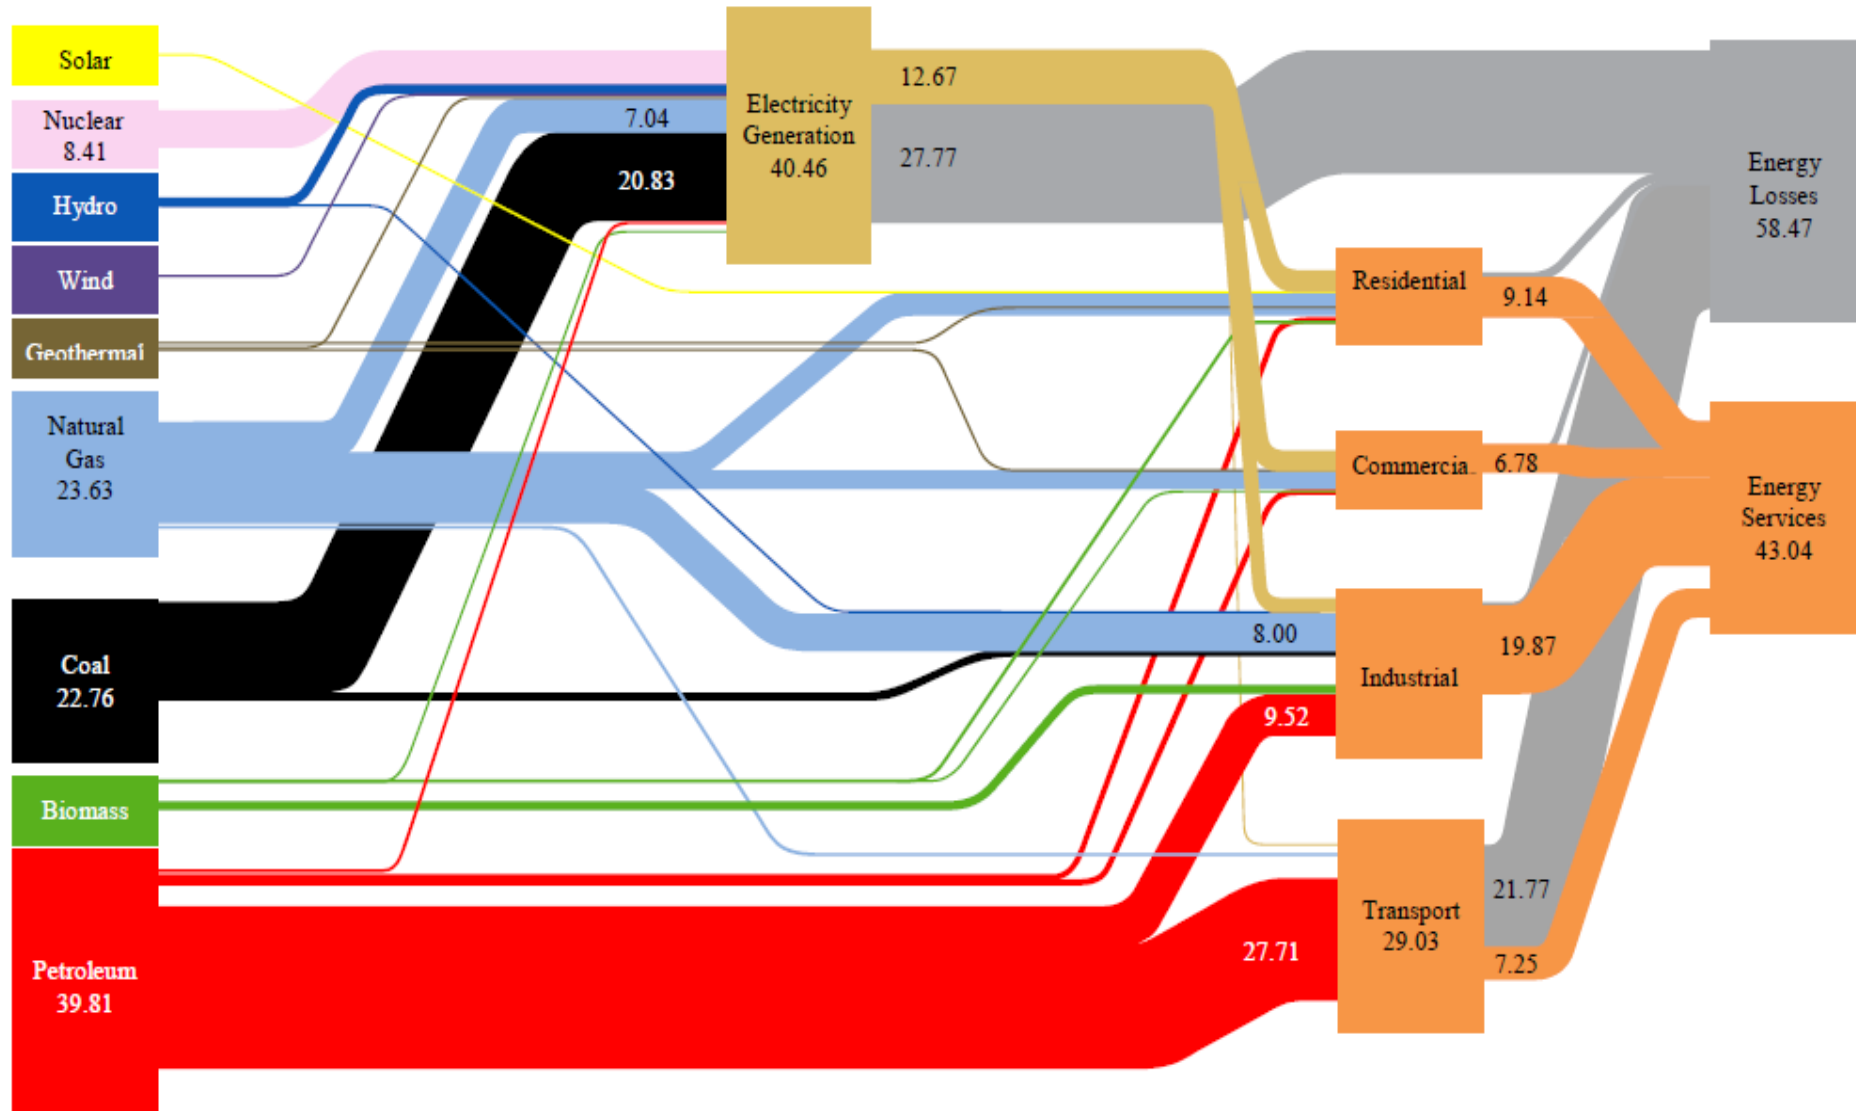 Solar
Nuclear
8.41
Hydro
Wind
Geothermal
Natural
Gas
23.63
Coal
22.76
Biomass
Petroleum
39.81
7.04
20.83
Electricity
Generation
40.46
12.67
27.77
Residential
9.14
Commercia
6.78
8.00
9.52
Industrial
19.87
27.71
Transport
29.03
21.77
7.25
Energy
Losses
58.47
Energy
Services
43.04